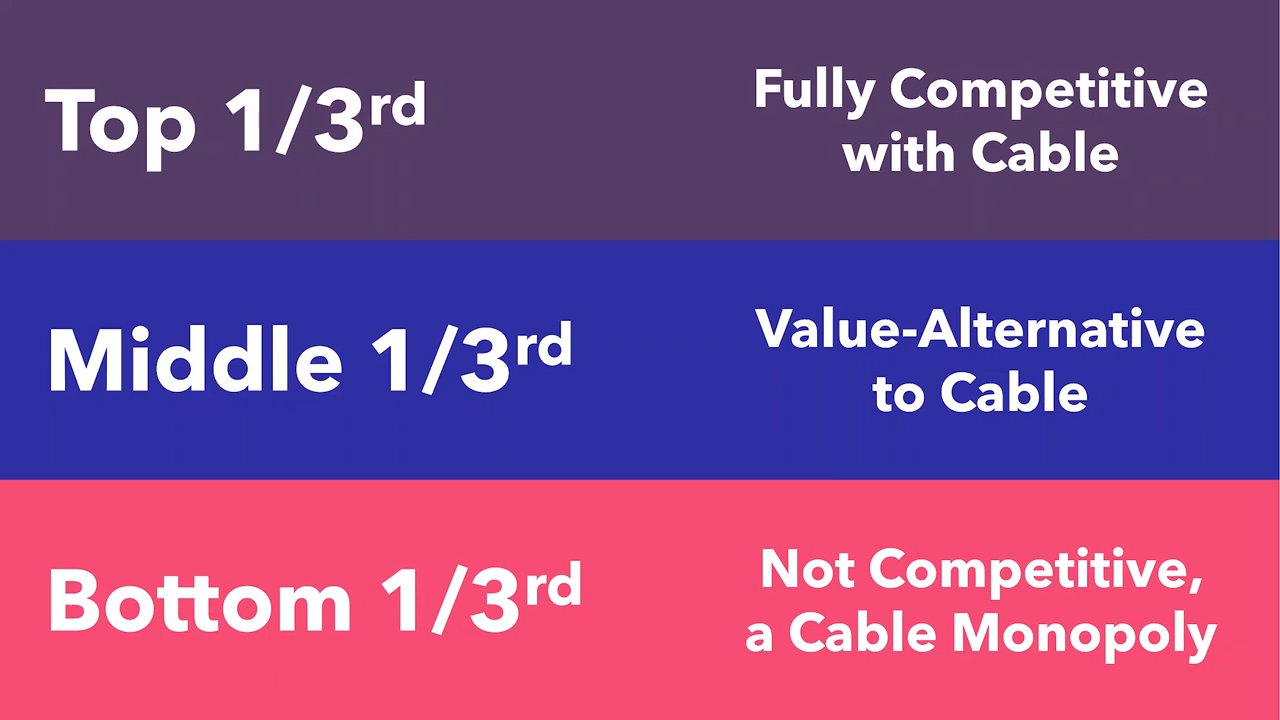 Top 1/3rd
Fully Competitive
with Cable
Middle 1/3rd
Value-Alternative
to Cable
Bottom 1/3rd
Not Competitive,
a Cable Monopoly